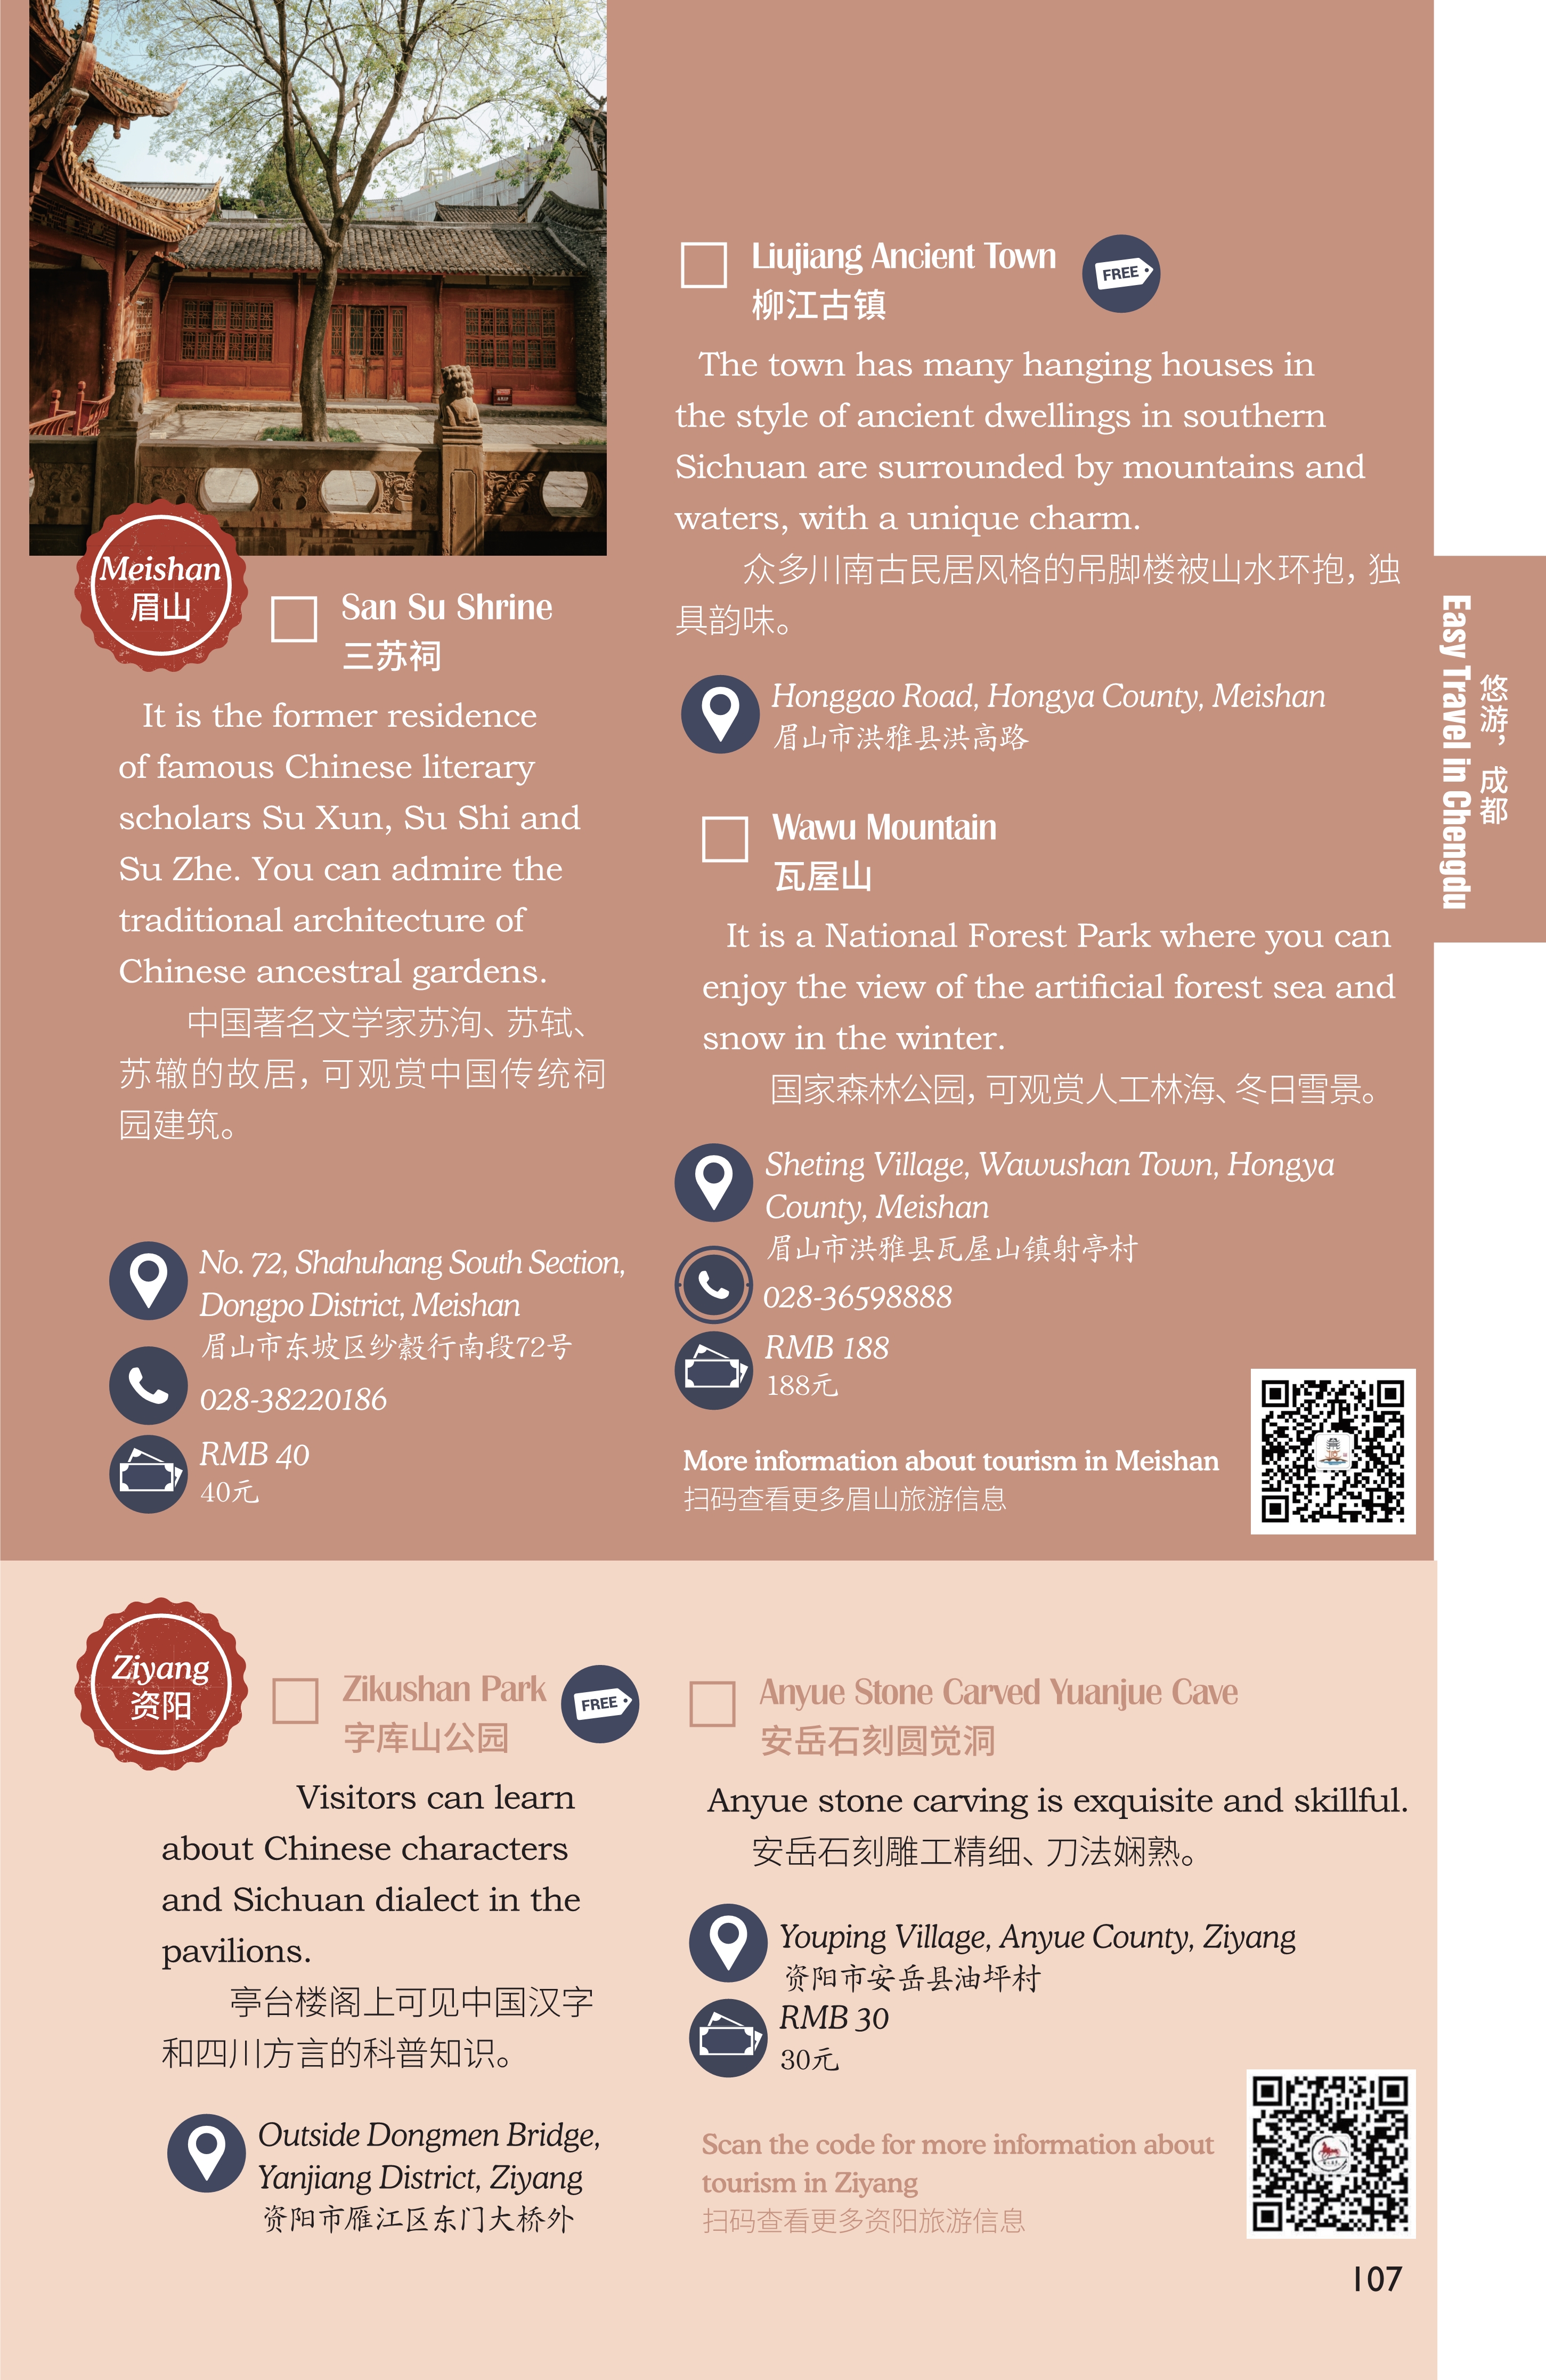 Meishan
眉山
San Su Shrine
三苏祠
It is the former residence
of famous Chinese literary
scholars Su Xun, Su Shi and
Su Zhe. You can admire the
traditional architecture of
Chinese ancestral gardens.
中国著名文学家苏洵、苏轼、
苏辙的故居，可观赏中国传统祠
园建筑。
No. 72, Shahuhang South Section,
Dongpo District, Meishan
眉山市东坡区纱縠行南段72号
028-38220186
RMB 40
40元
Liujiang Ancient Town
FREE
柳江古镇
The town has many hanging houses in
the style of ancient dwellings in southern
Sichuan are surrounded by mountains and
waters, with a unique charm.
众多川南古民居风格的吊脚楼被山水环抱，独
具韵味。
Honggao Road, Hongya County, Meishan
眉山市洪雅县洪高路
Wawu Mountain
瓦屋山
It is a National Forest Park where you can
enjoy the view of the artificial forest sea and
snow in the winter.
国家森林公园，可观赏人工林海、冬日雪景。
Sheting Village, Wawushan Town, Hongya
County, Meishan
眉山市洪雅县瓦屋山镇射亭村
028-36598888
RMB 188
188元
More information about tourism in Meishan
扫码查看更多眉山旅游信息
悠游，成都
Easy Travel in Chengdu
Ziyang
资阳
Zikushan Park
FREE
字库山公园
Visitors can learn
about Chinese characters
and Sichuan dialect in the
pavilions.
亭台楼阁上可见中国汉字
和四川方言的科普知识。
Outside Dongmen Bridge,
Yanjiang District, Ziyang
资阳市雁江区东门大桥外
Anyue Stone Carved Yuanjue Cave
安岳石刻圆觉洞
Anyue stone carving is exquisite and skillful.
安岳石刻雕工精细、刀法娴熟。
Youping Village, Anyue County, Ziyang
资阳市安岳县油坪村
RMB 30
30元
Scan the code for more information about
tourism in Ziyang
扫码查看更多资阳旅游信息
107